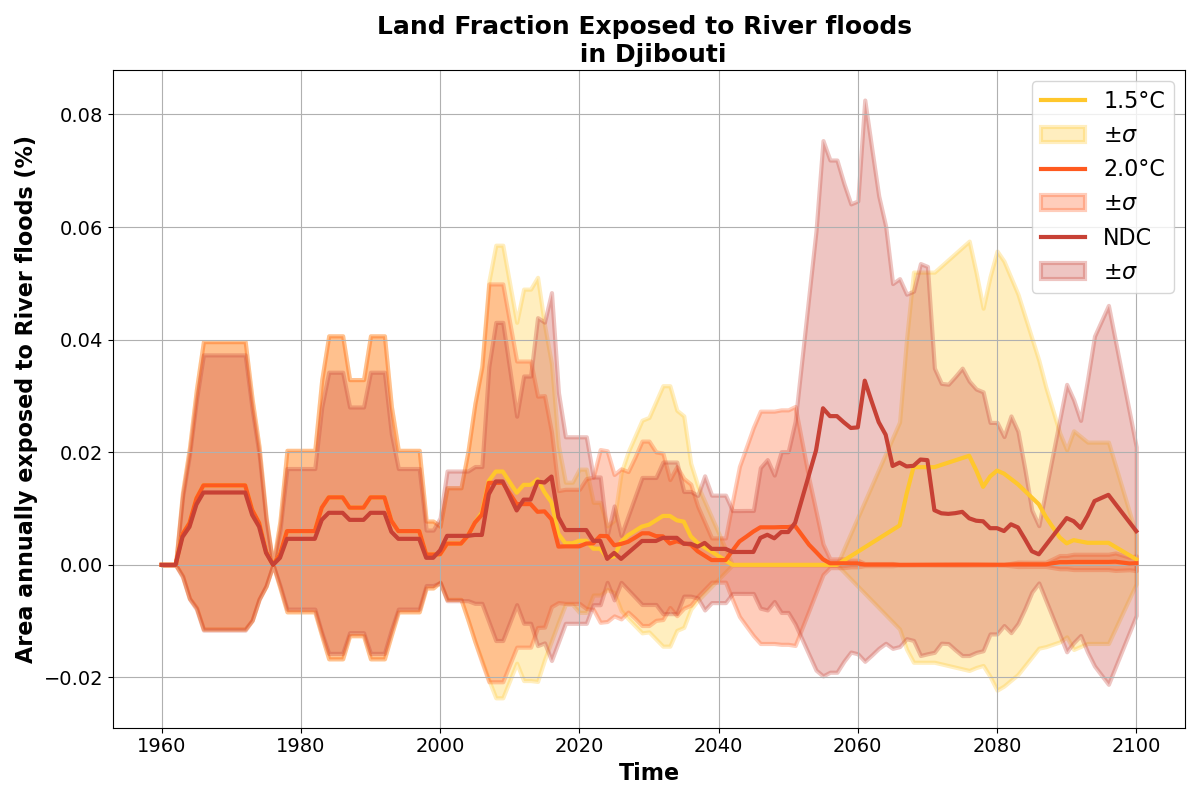 Land Fraction Exposed to River floods
in Djibouti
Area annually exposed to River floods (%)
0.08
0.06
0.04
0.02
0.00
−0.02
1960
1980
2000
2020
2040
2060
2080
2100
Time
1.5°C
±σ
2.0°C
±σ
NDC
±σ